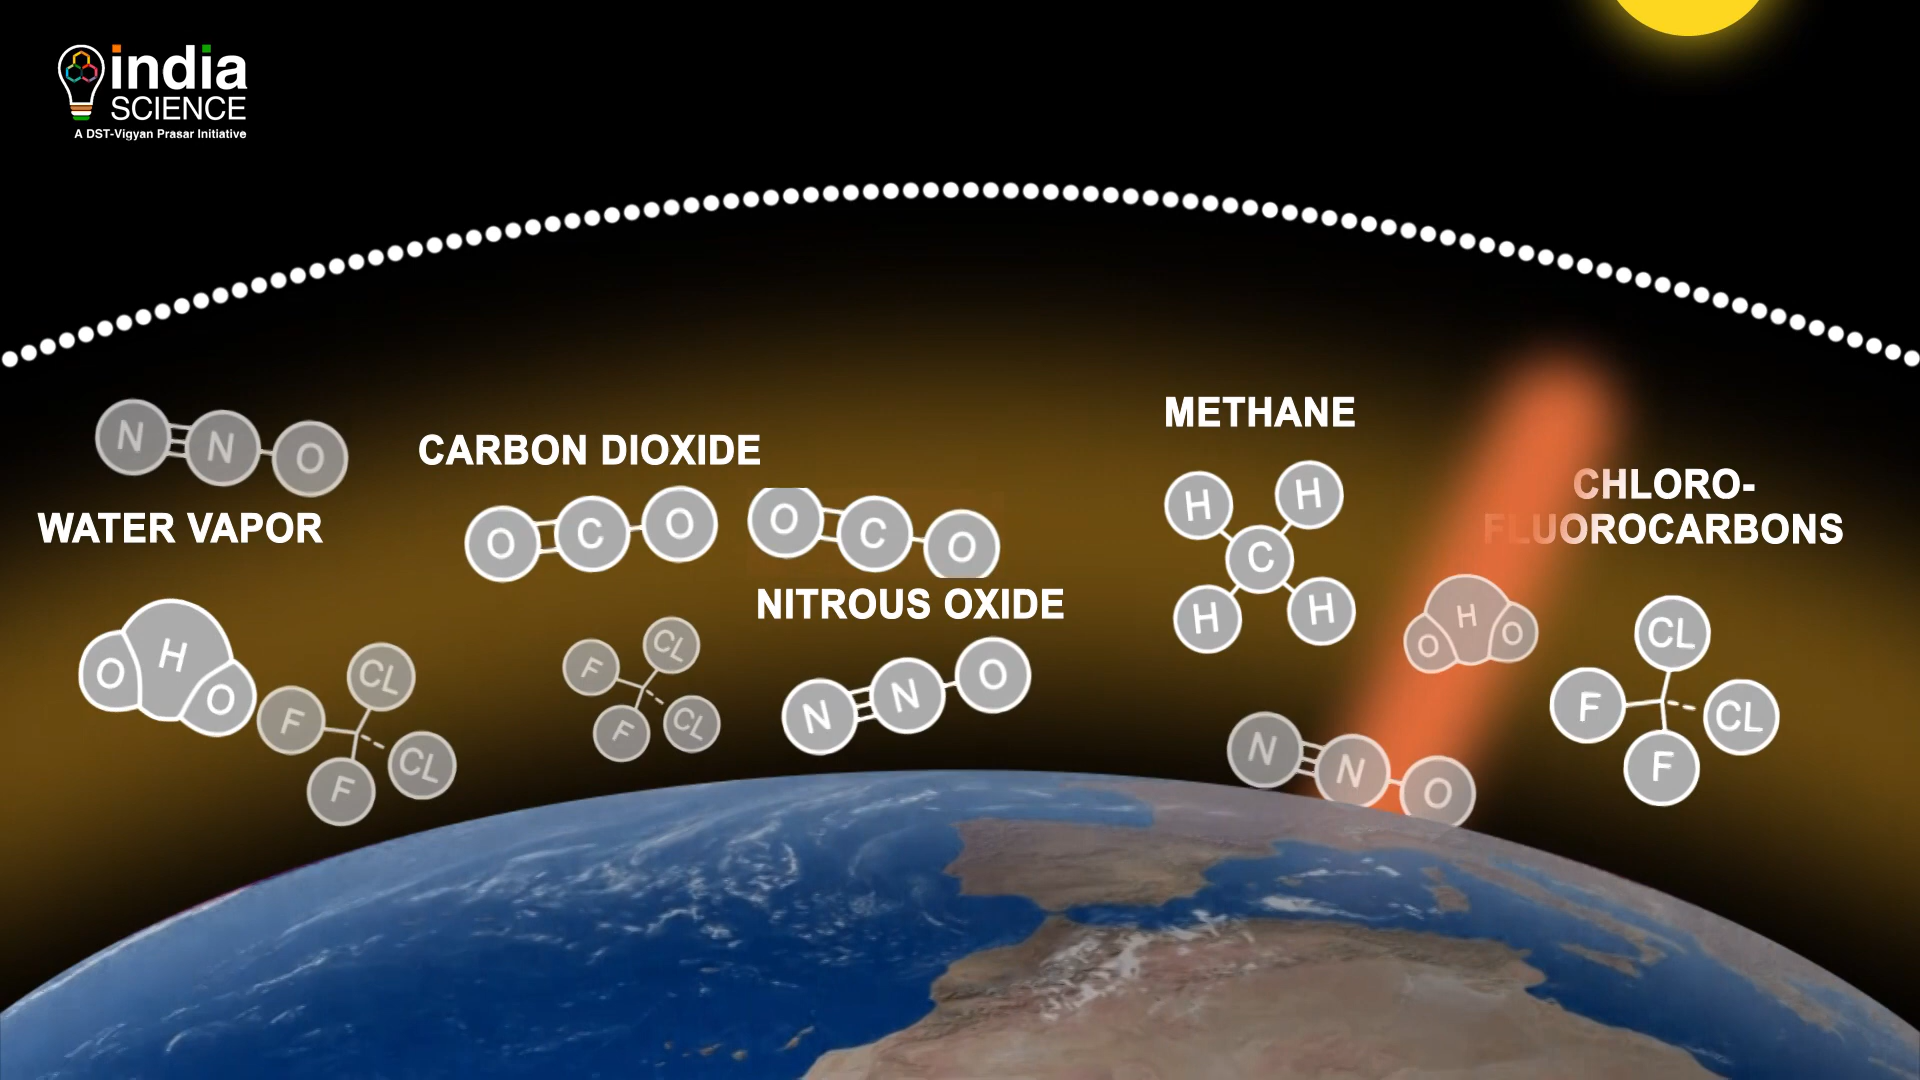 india
SCIENCE
A DST-Vigyan Prasar Initiative
METHANE
CARBON DIOXIDE
CHLORO-
FLUOROCARBONS
WATER VAPOR
NITROUS OXIDE
N N O
O C O
O C O
H H
C
H H
H
O O
CL
F
CL
F
O H O
F
CL
CL
F
F
CL
CL
F
N N O
N N O